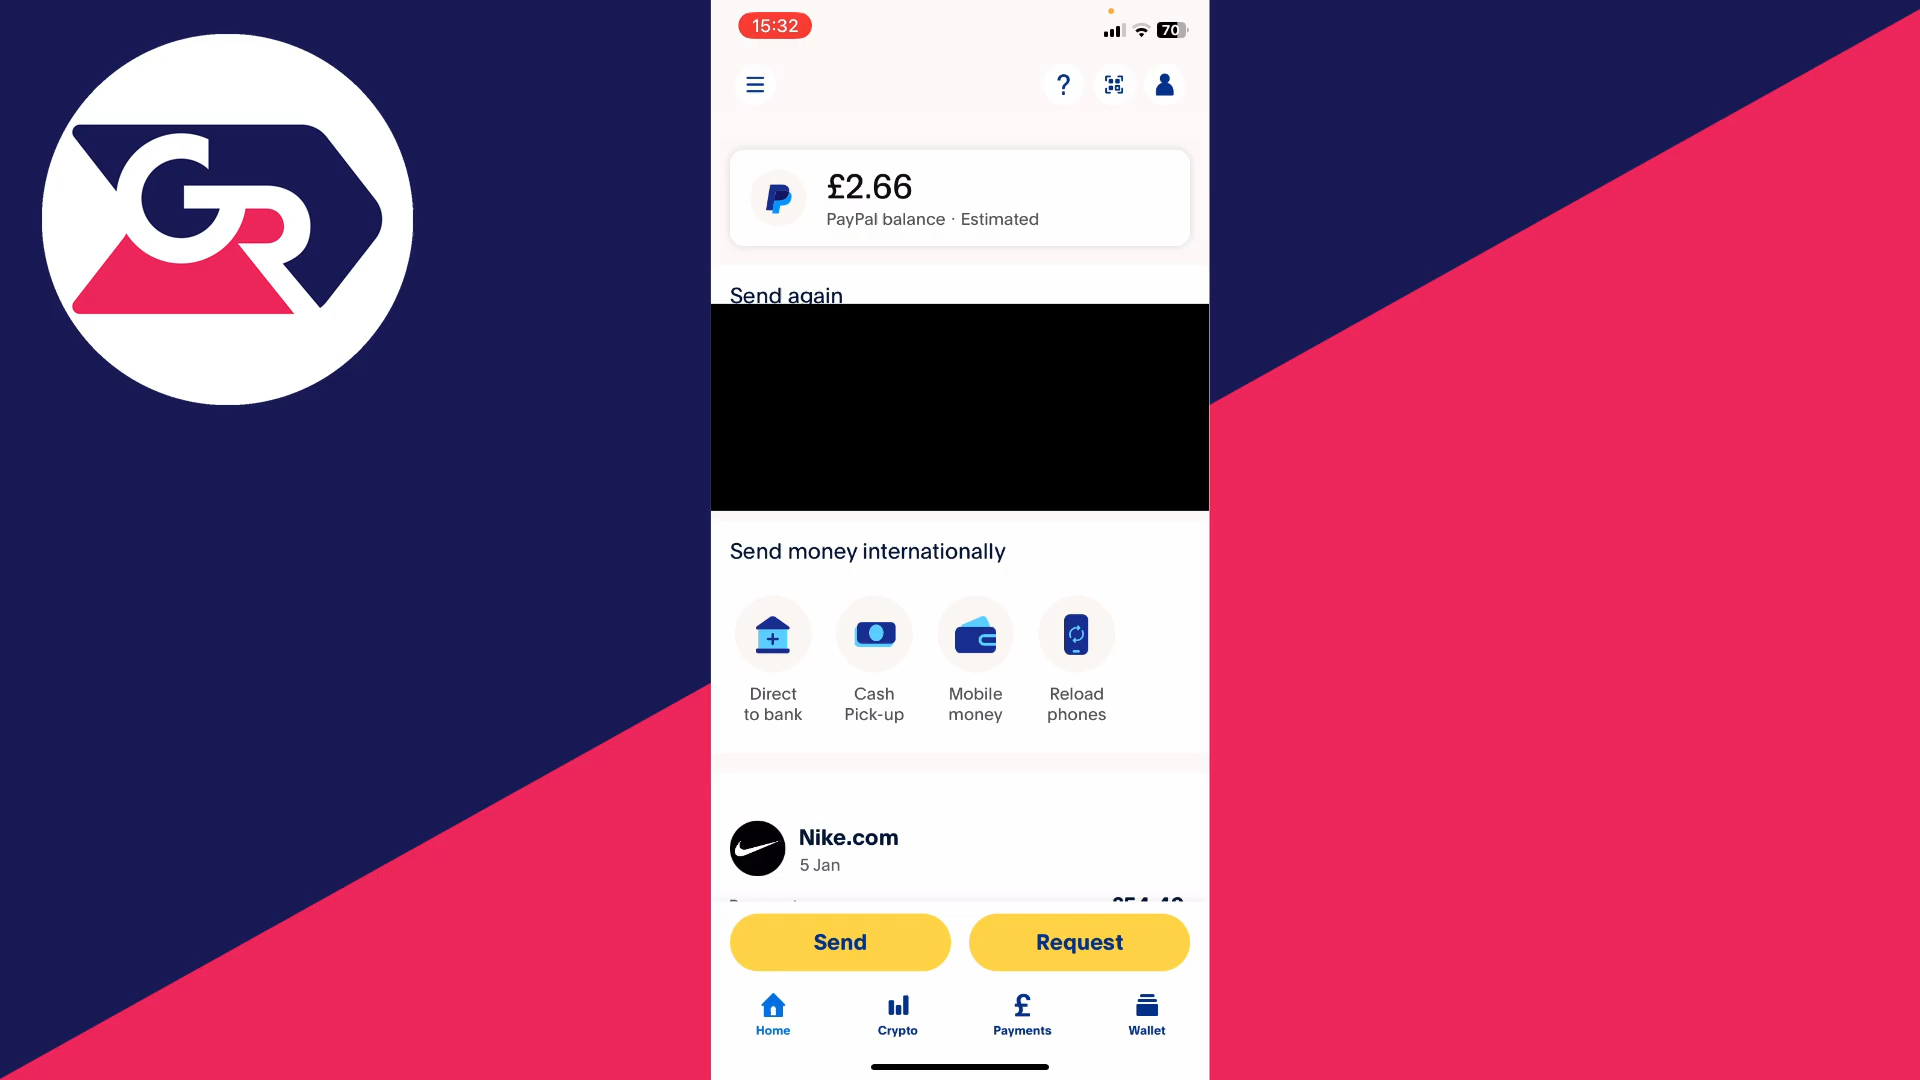 GR
15:32
70
?
£2.66
PayPal balance · Estimated
Send again
Send money internationally
Direct
to bank
Cash
Pick-up
Mobile
money
Reload
phones
Nike.com
5 Jan
Send
Request
Home
Crypto
Payments
Wallet